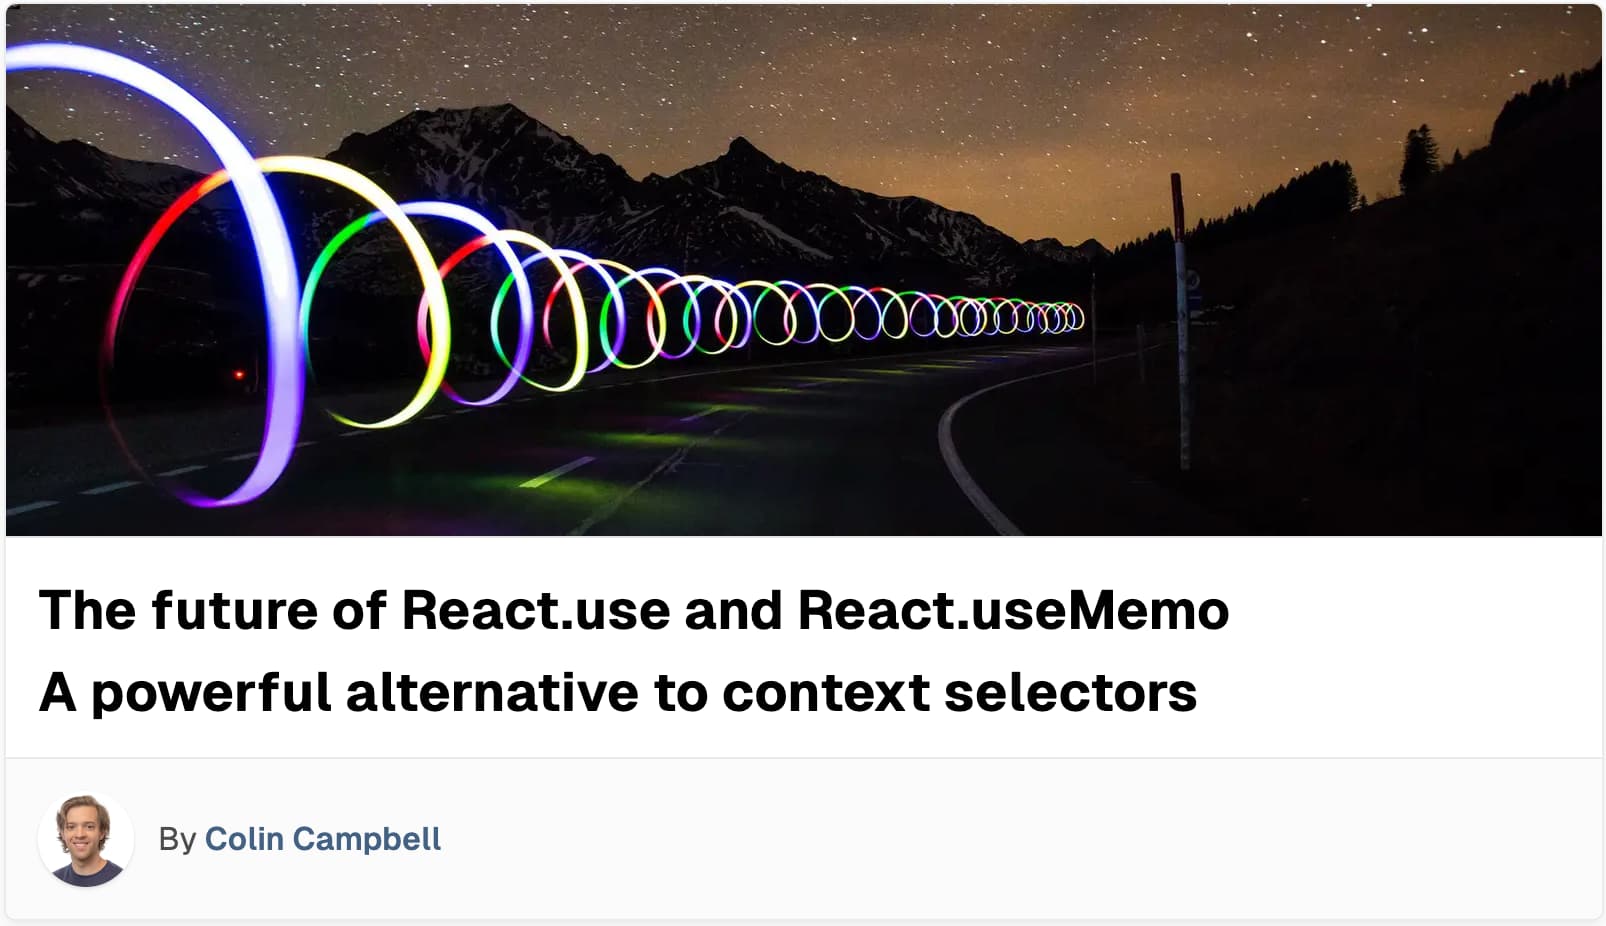 The future of React.use and React.useMemo
A powerful alternative to context selectors
By Colin Campbell